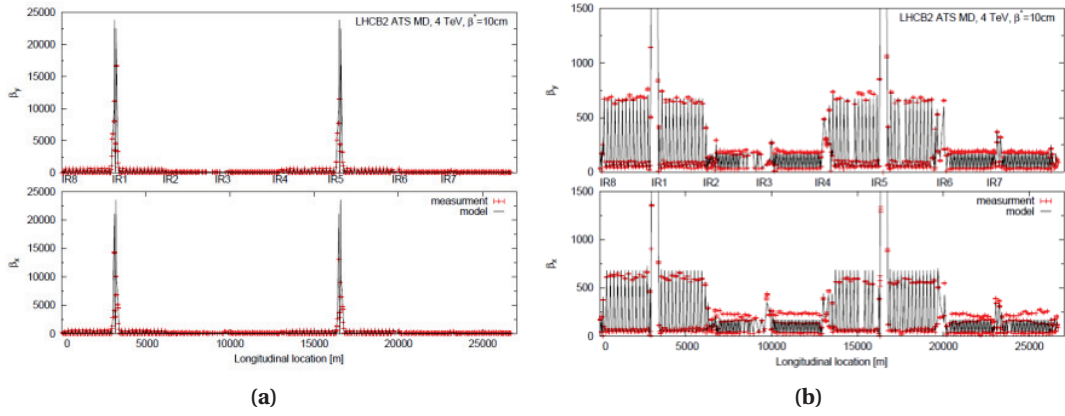 LHCB2 ATS MD, 4 TeV, β*=10cm
25000
20000
15000
10000
5000
0
βy
IR8 IR1 IR2 IR3 IR4 IR5 IR6 IR7
25000
20000
15000
10000
5000
0
βx
measurment
model
0 5000 10000 15000 20000 25000
Longitudinal location [m]
(a)
LHCB2 ATS MD, 4 TeV, β*=10cm
1500
1000
500
0
βy
IR8 IR1 IR2 IR3 IR4 IR5 IR6 IR7
1500
1000
500
0
βx
measurment
model
0 5000 10000 15000 20000 25000
Longitudinal location [m]
(b)